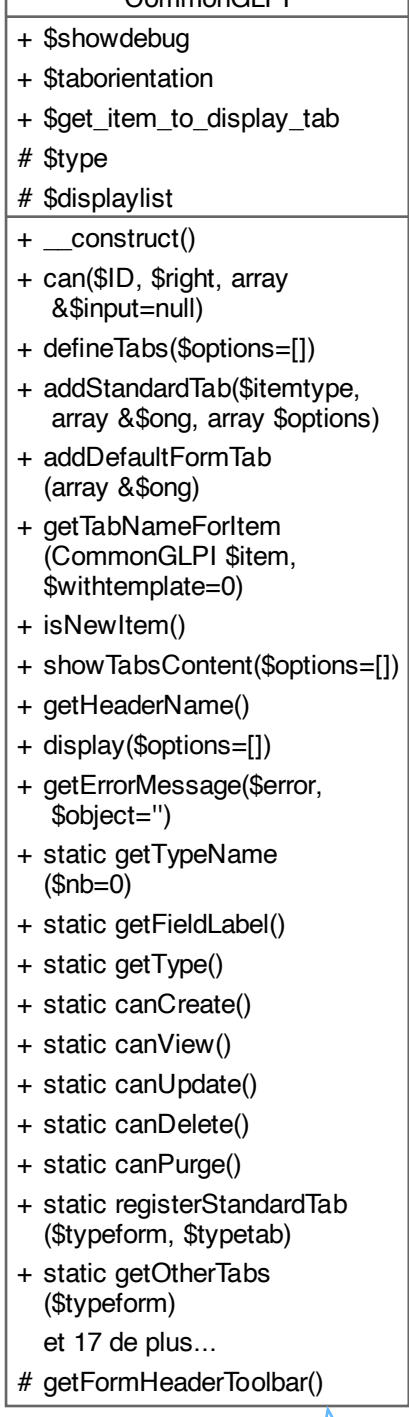 CommonGLPI
+ $showdebug
+ $taborientation
+ $get_item_to_display_tab
# $type
# $displaylist
+ __construct()
+ can($ID, $right, array
&$input=null)
+ defineTabs($options=[])
+ addStandardTab($itemtype,
array &$ong, array $options)
+ addDefaultFormTab
(array &$ong)
+ getTabNameForItem
(CommonGLPI $item,
$withtemplate=0)
+ isNewItem()
+ showTabsContent($options=[])
+ getHeaderName()
+ display($options=[])
+ getErrorMessage($error,
$object='')
+ static getTypeName
($nb=0)
+ static getFieldLabel()
+ static getType()
+ static canCreate()
+ static canView()
+ static canUpdate()
+ static canDelete()
+ static canPurge()
+ static registerStandardTab
($typeform, $typetab)
+ static getOtherTabs
($typeform)
et 17 de plus...
# getFormHeaderToolbar()